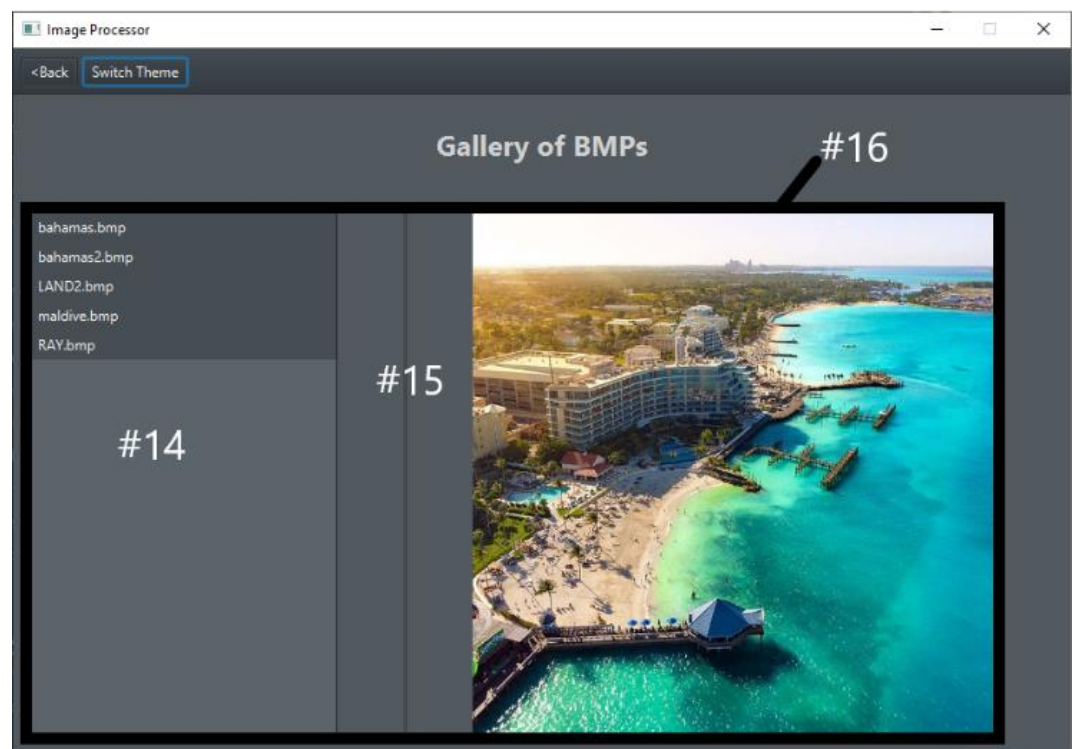 Image Processor
<Back Switch Theme
Gallery of BMPs
#16
bahamas.bmp
bahamas2.bmp
LAND2.bmp
maldive.bmp
RAY.bmp
#15
#14